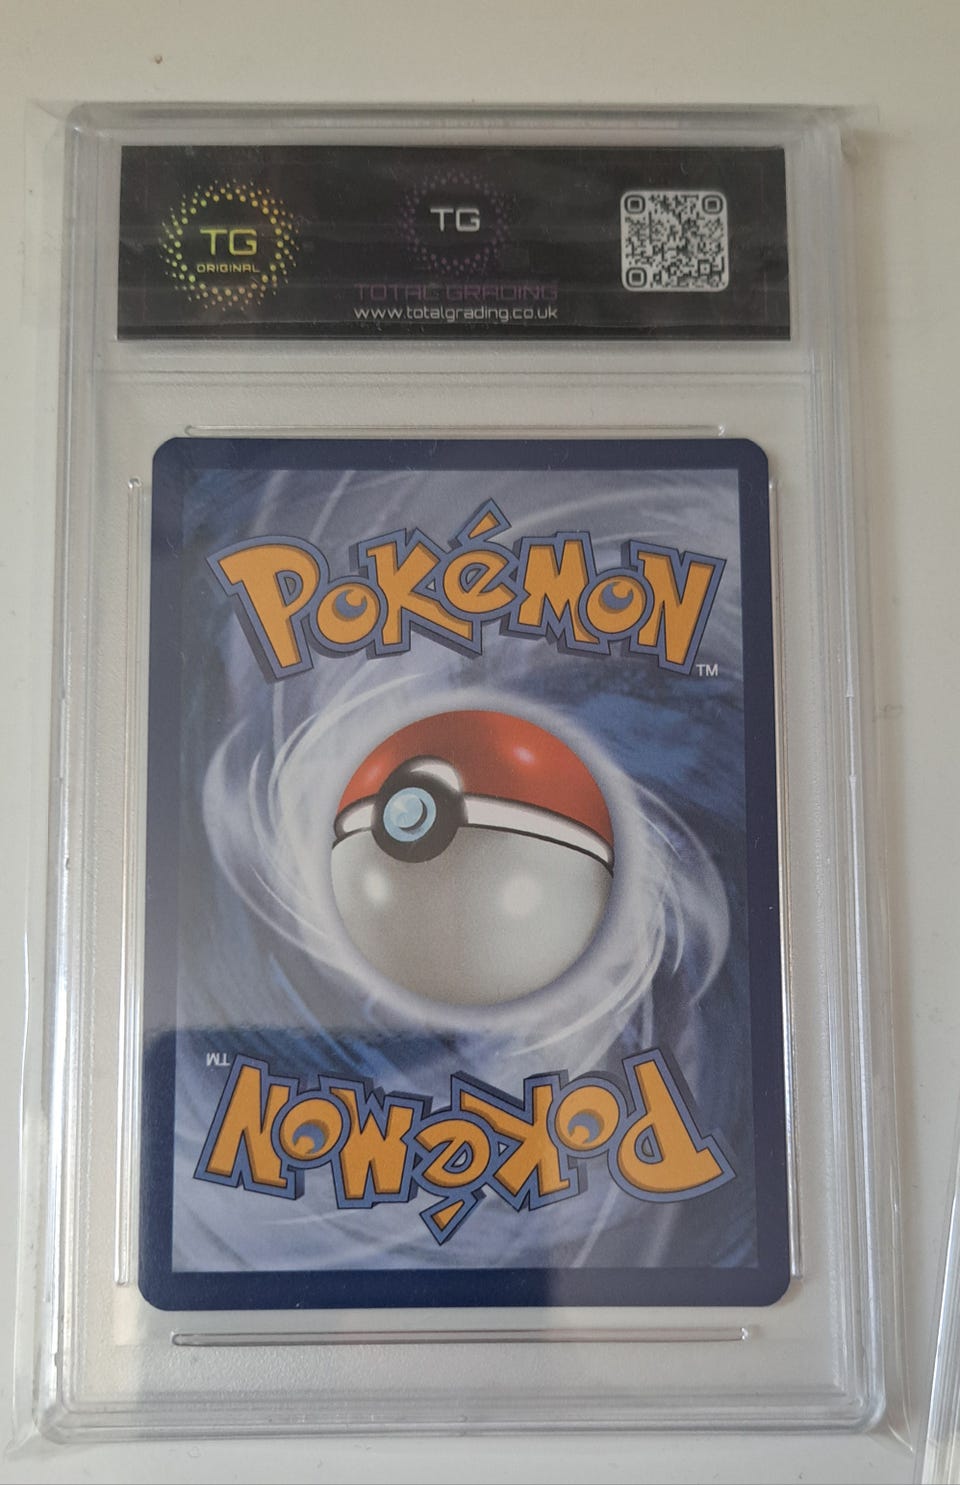 TG
ORIGINAL
TG
TOTAL GRADING
www.totalgrading.co.uk
POKéMON
TM
TM
POKéMON